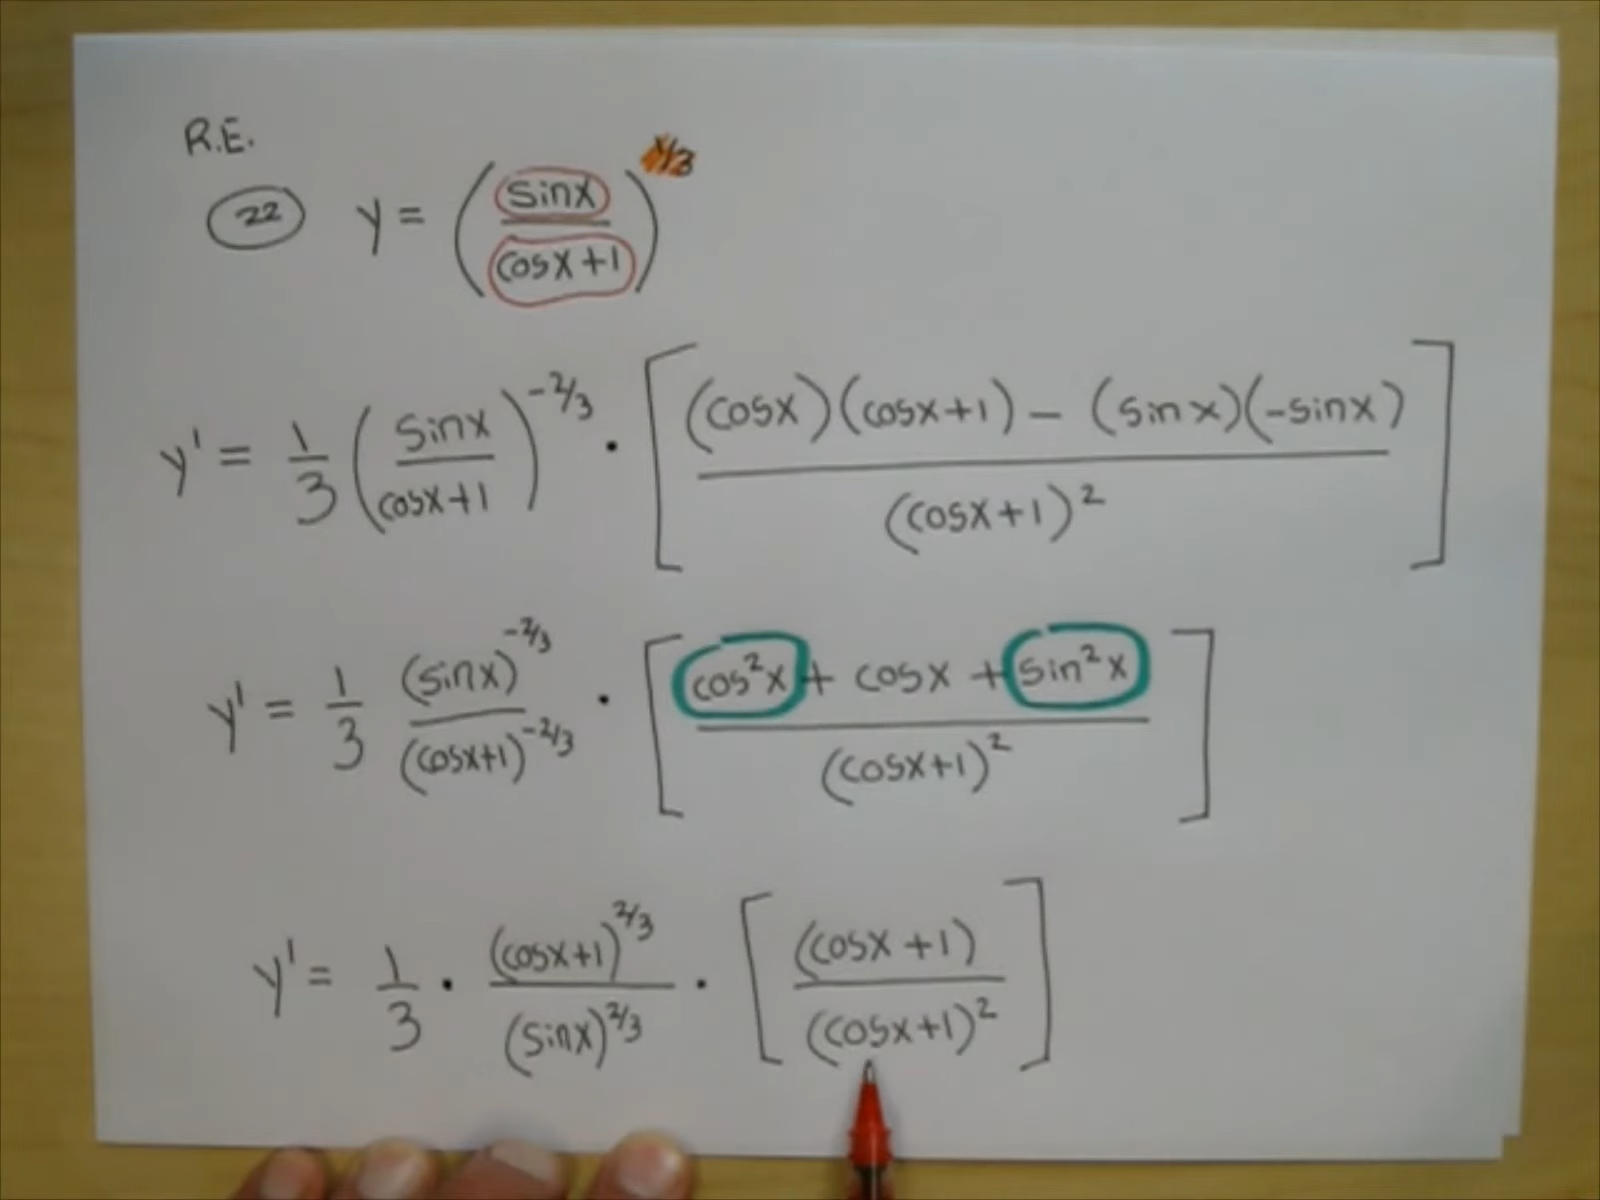 R.E.
22 y = (sinx / cosx+1)^1/3
y' = 1/3 (sinx / cosx+1)^-2/3 · [(cosx)(cosx+1) - (sinx)(-sinx) / (cosx+1)^2]
y' = 1/3 (sinx)^-2/3 / (cosx+1)^-2/3 · [cos^2x + cosx + sin^2x / (cosx+1)^2]
y' = 1/3 · (cosx+1)^2/3 / (sinx)^2/3 · [(cosx+1) / (cosx+1)^2]